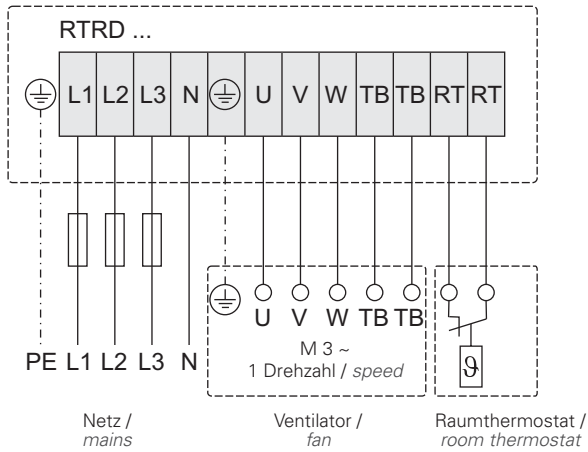 RTRD ...
L1 L2 L3 N U V W TB TB RT RT
U V W TB TB
M 3 ~
1 Drehzahl / speed
ϑ
PE L1 L2 L3 N
Netz /
mains
Ventilator /
fan
Raumthermostat /
room thermostat